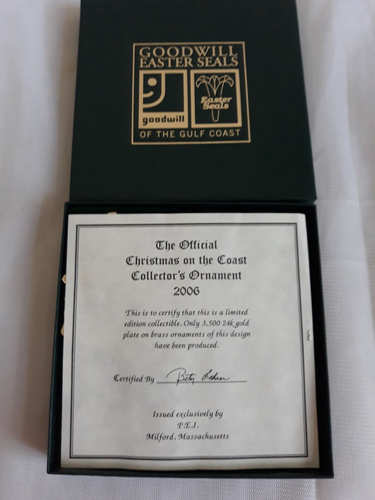 GOODWILL
EASTER SEALS
goodwill
Easter
Seals
OF THE GULF COAST
The Official
Christmas on the Coast
Collector's Ornament
2006
This is to certify that this is a limited
edition collectible. Only 3,500 24k gold
plate on brass ornaments of this design
have been produced.
Certified By
Issued exclusively by
P.E.I.
Milford, Massachusetts